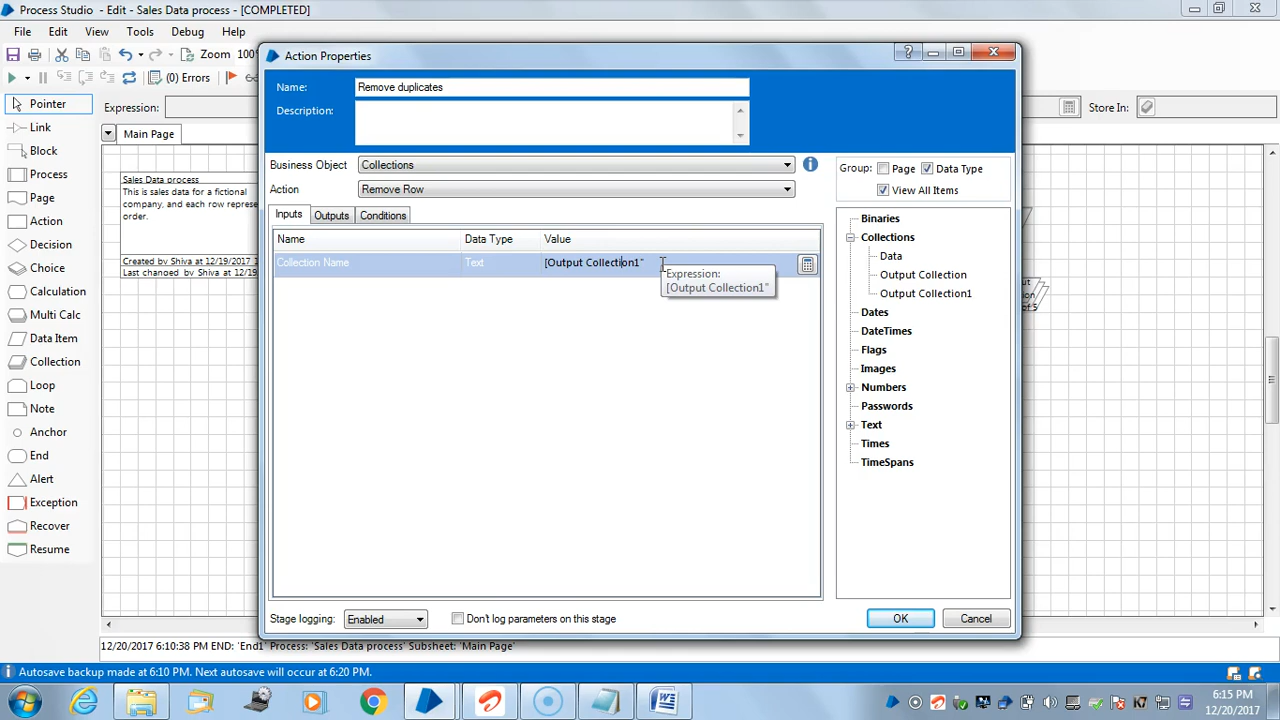 Process Studio - Edit - Sales Data process - [COMPLETED]
File Edit View Tools Debug Help
Zoom 100%
(0) Errors
Pointer
Expression:
Store In:
Link
Main Page
Block
Process
Page
Action
Decision
Choice
Calculation
Multi Calc
Data Item
Collection
Loop
Note
Anchor
End
Alert
Exception
Recover
Resume
Sales Data process
This is sales data for a fictional
company, and each row repres
order.
Created by Shiva at 12/19/2017 1
Last changed by Shiva at 12/19
Action Properties
Name: Remove duplicates
Description:
Business Object Collections
Action Remove Row
Inputs Outputs Conditions
Name Data Type Value
Collection Name Text [Output Collection1"
Expression:
[Output Collection1"
Group: Page Data Type
View All Items
Binaries
Collections
Data
Output Collection
Output Collection1
Dates
DateTimes
Flags
Images
Numbers
Passwords
Text
Times
TimeSpans
Stage logging: Enabled Don't log parameters on this stage
OK Cancel
12/20/2017 6:10:38 PM END: 'End1' Process: 'Sales Data process' Subsheet: 'Main Page'
Autosave backup made at 6:10 PM. Next autosave will occur at 6:20 PM.
6:15 PM
12/20/2017